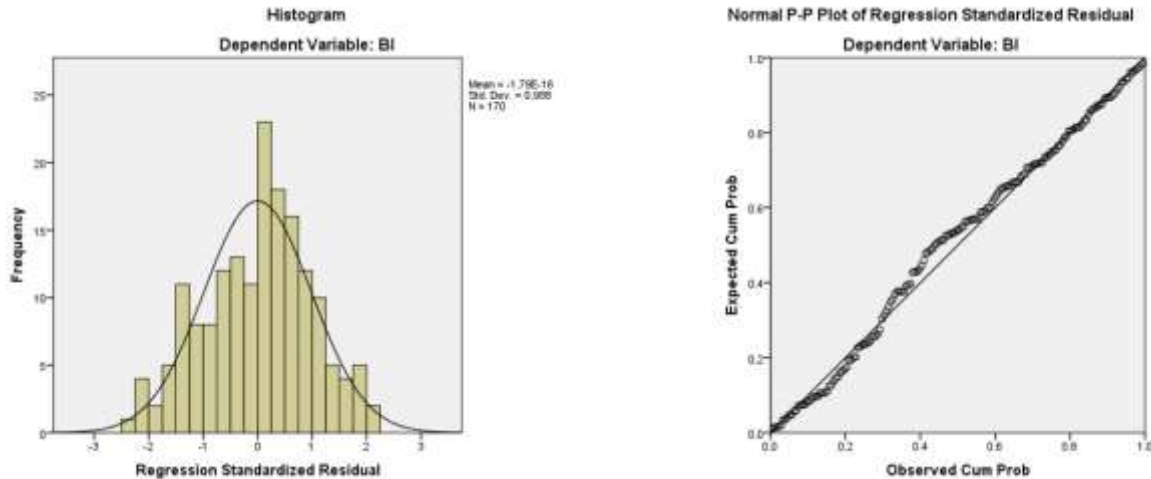 Histogram
Dependent Variable: BI
Mean = -1,79E-16
Std. Dev. = 0,988
N = 170
25
20
15
10
5
0
Frequency
-3 -2 -1 0 1 2 3
Regression Standardized Residual
Normal P-P Plot of Regression Standardized Residual
Dependent Variable: BI
1.0
0.8
0.6
0.4
0.2
0.0
Expected Cum Prob
0.0 0.2 0.4 0.6 0.8 1.0
Observed Cum Prob